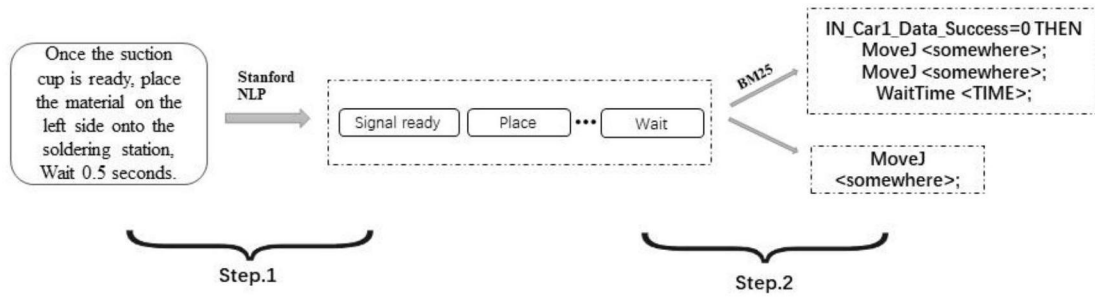 Once the suction
cup is ready, place
the material on the
left side onto the
soldering station,
Wait 0.5 seconds.
Stanford
NLP
Signal ready
Place
•••
Wait
BM25
IN_Car1_Data_Success=0 THEN
MoveJ <somewhere>;
MoveJ <somewhere>;
WaitTime <TIME>;
MoveJ
<somewhere>;
Step.1
Step.2